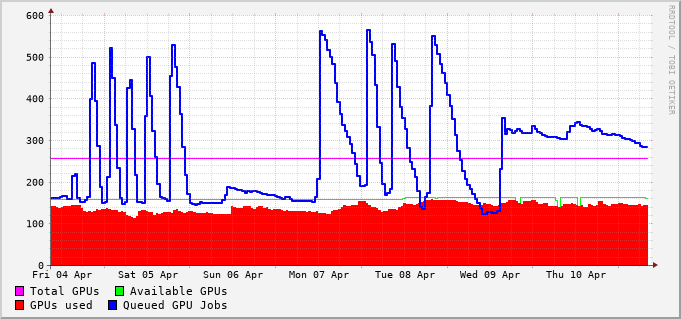 RRDTOOL / TOBI OETIKER
600
500
400
300
200
100
0
Fri 04 Apr Sat 05 Apr Sun 06 Apr Mon 07 Apr Tue 08 Apr Wed 09 Apr Thu 10 Apr
Total GPUs Available GPUs
GPUs used Queued GPU Jobs